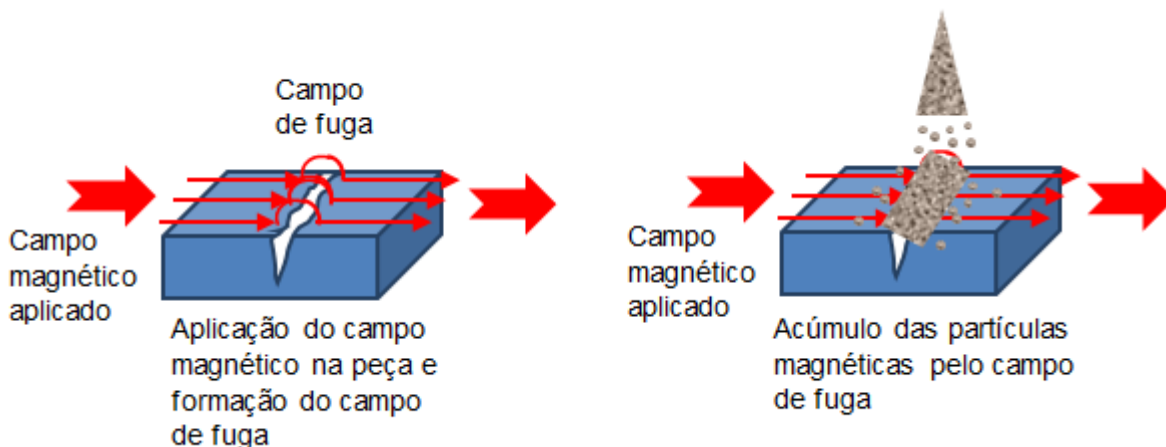 Campo
de fuga
Campo
magnético
aplicado
Aplicação do campo
magnético na peça e
formação do campo
de fuga
Campo
magnético
aplicado
Acúmulo das partículas
magnéticas pelo campo
de fuga